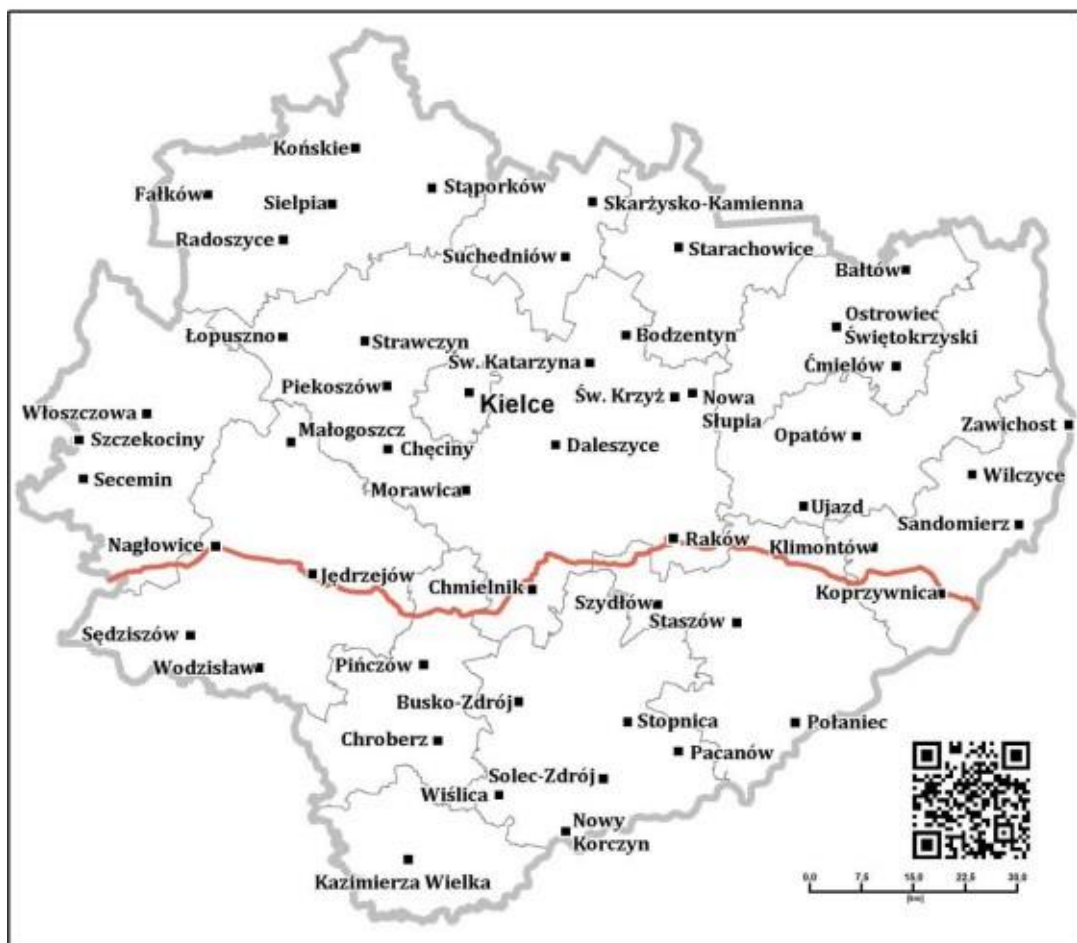 Końskie
Fałków
Sielpia
Stąporków
Skarżysko-Kamienna
Radoszyce
Suchedniów
Starachowice
Bałtów
Łopuszno
Strawczyn
Bodzentyn
Ostrowiec
Świętokrzyski
Św. Katarzyna
Ćmielów
Piekoszów
Kielce
Św. Krzyż
Nowa
Słupia
Włoszczowa
Szczekociny
Małogoszcz
Chęciny
Daleszyce
Opatów
Zawichost
Secemin
Morawica
Wilczyce
Ujazd
Sandomierz
Nagłowice
Raków
Klimontów
Jędrzejów
Chmielnik
Koprzywnica
Szydłów
Staszów
Sędziszów
Wodzisław
Pińczów
Busko-Zdrój
Stopnica
Połaniec
Chroberz
Pacanów
Solec-Zdrój
Wiślica
Nowy
Korczyn
Kazimierza Wielka
0,0 7,5 15,0 22,5 30,0
[km]